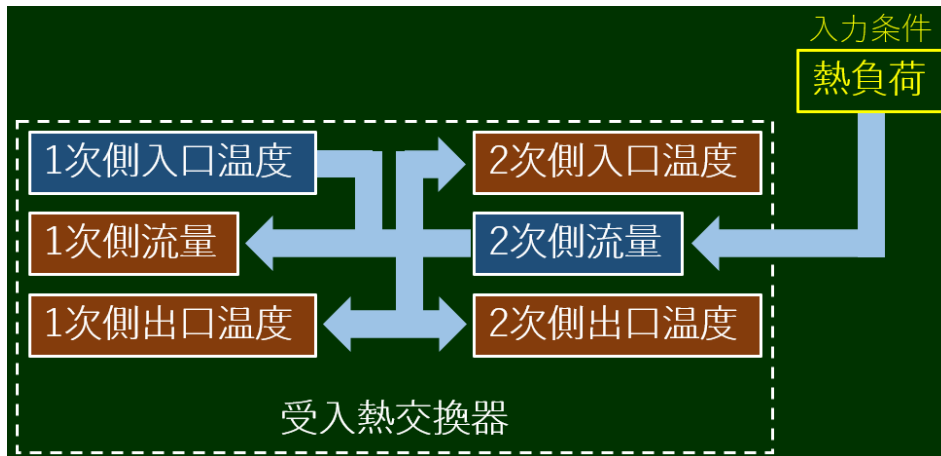 入力条件
熱負荷
1次側入口温度
2次側入口温度
1次側流量
2次側流量
1次側出口温度
2次側出口温度
受入熱交換器